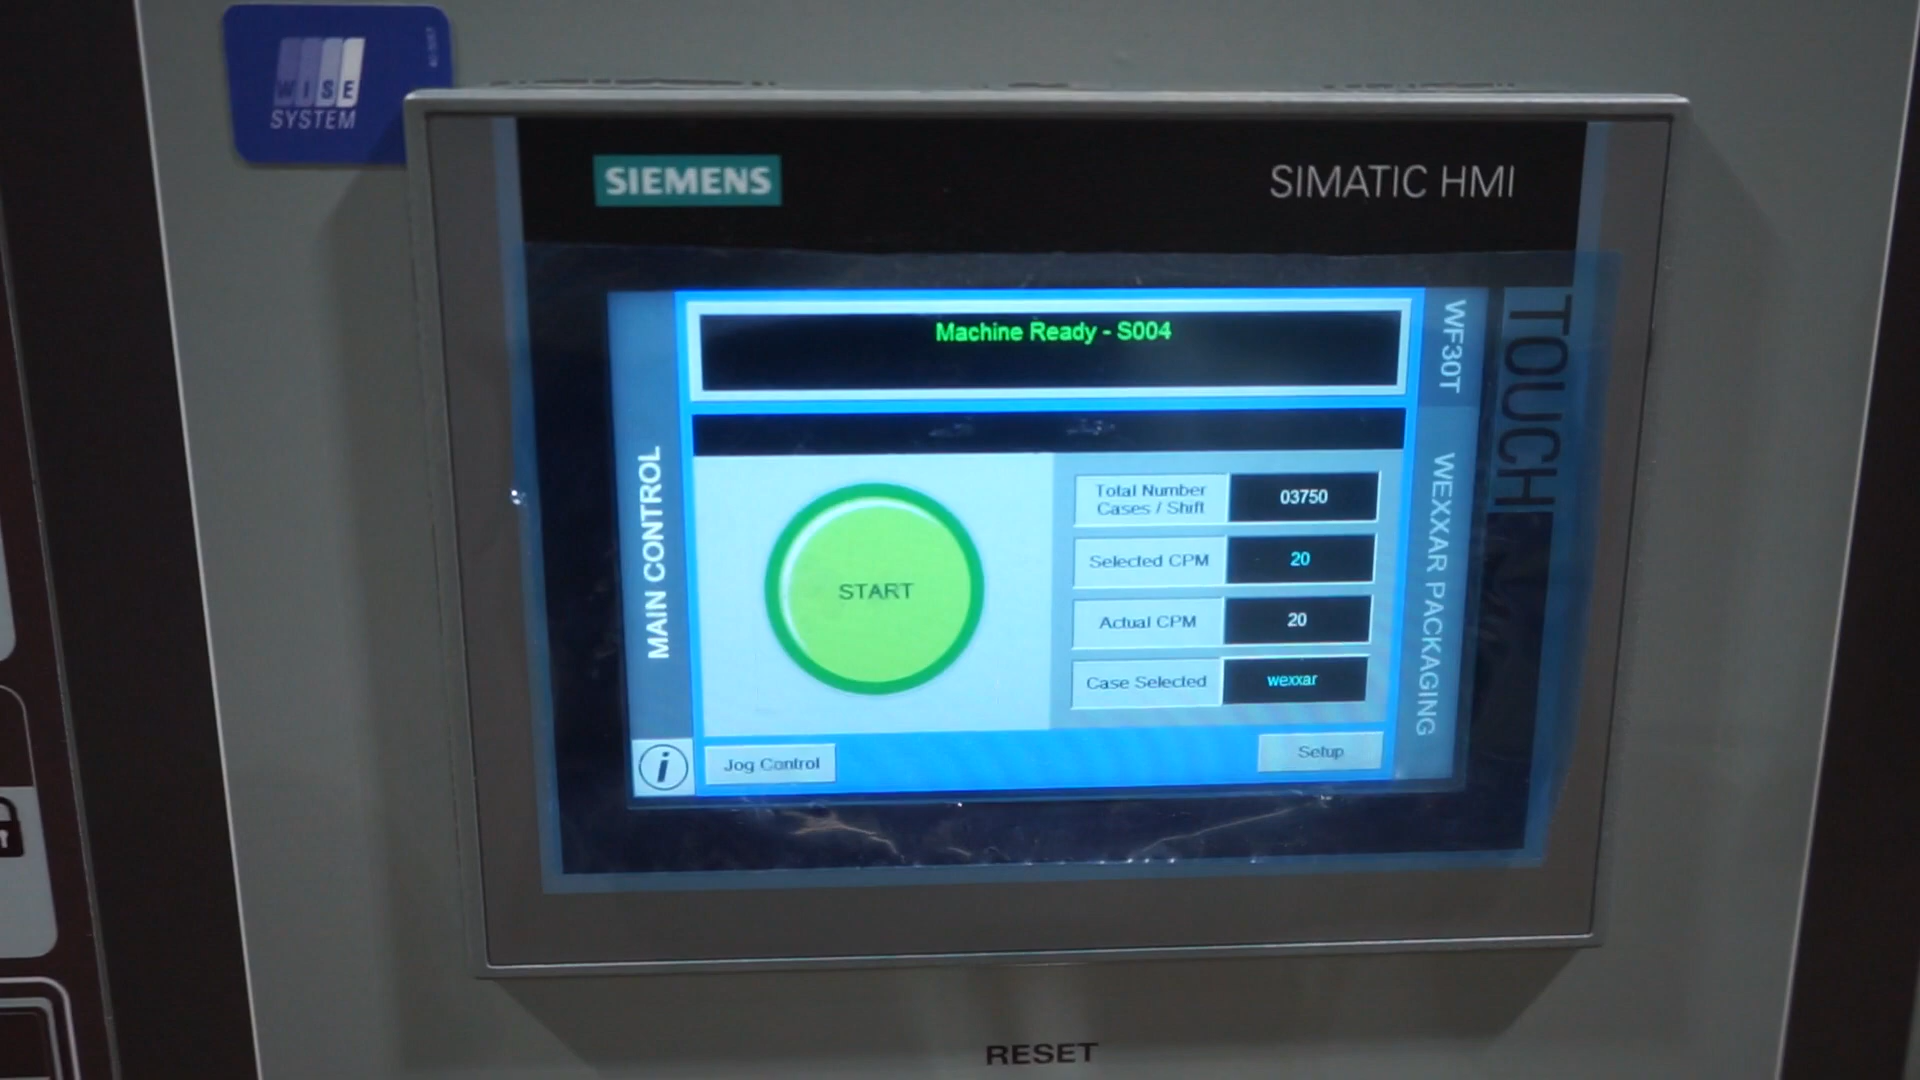 WISE
SYSTEM
SIEMENS
SIMATIC HMI
TOUCH
Machine Ready - S004
WF30T
WEXXAR PACKAGING
MAIN CONTROL
START
Total Number
Cases / Shift
03750
Selected CPM
20
Actual CPM
20
Case Selected
wexxar
i
Jog Control
Setup
RESET